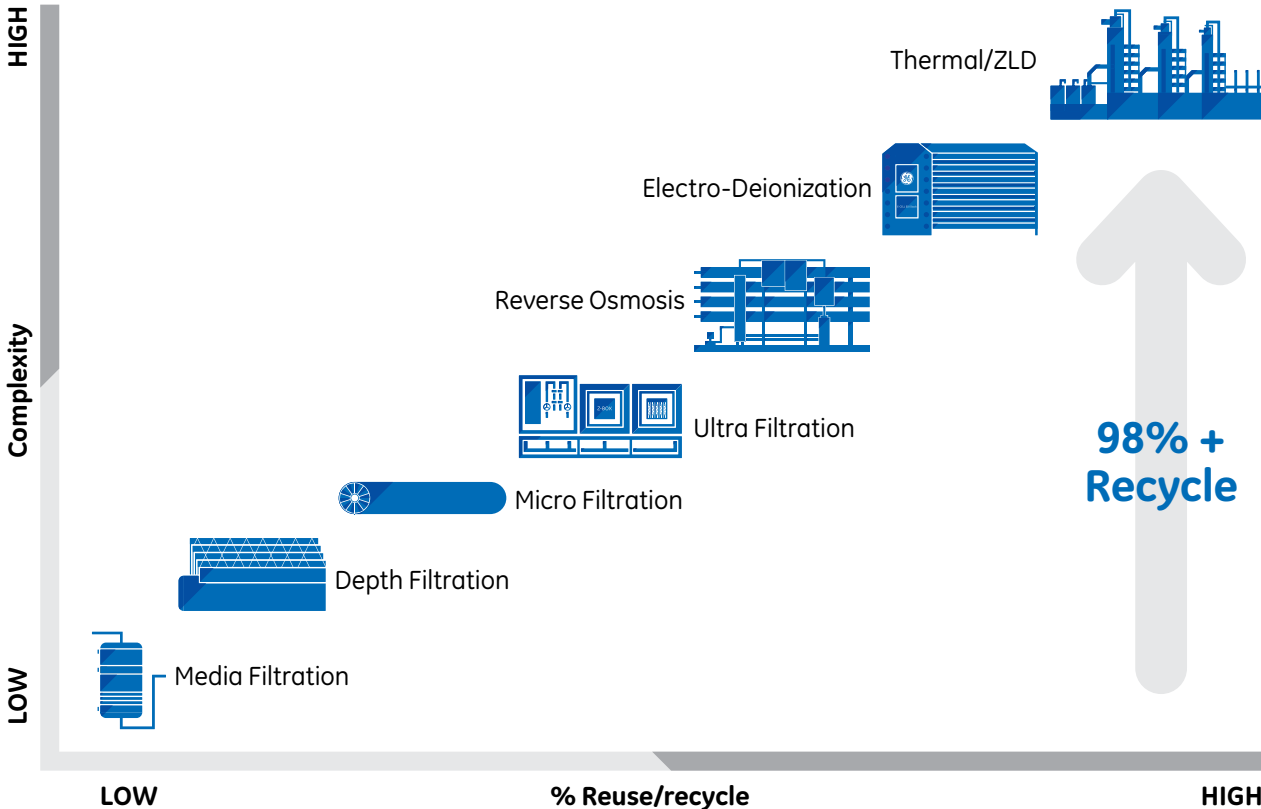 HIGH
Thermal/ZLD
Electro-Deionization
Reverse Osmosis
Complexity
Z-BOX
Ultra Filtration
98% +
Recycle
Micro Filtration
Depth Filtration
Media Filtration
LOW
LOW
% Reuse/recycle
HIGH